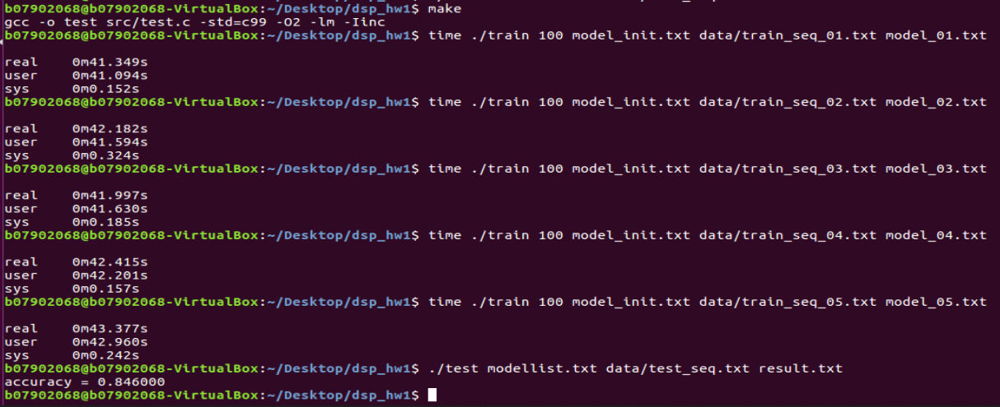 b07902068@b07902068-VirtualBox:~/Desktop/dsp_hw1$ make
gcc -o test src/test.c -std=c99 -O2 -lm -Iinc
b07902068@b07902068-VirtualBox:~/Desktop/dsp_hw1$ time ./train 100 model_init.txt data/train_seq_01.txt model_01.txt
real 0m41.349s
user 0m41.094s
sys 0m0.152s
b07902068@b07902068-VirtualBox:~/Desktop/dsp_hw1$ time ./train 100 model_init.txt data/train_seq_02.txt model_02.txt
real 0m42.182s
user 0m41.594s
sys 0m0.324s
b07902068@b07902068-VirtualBox:~/Desktop/dsp_hw1$ time ./train 100 model_init.txt data/train_seq_03.txt model_03.txt
real 0m41.997s
user 0m41.630s
sys 0m0.185s
b07902068@b07902068-VirtualBox:~/Desktop/dsp_hw1$ time ./train 100 model_init.txt data/train_seq_04.txt model_04.txt
real 0m42.415s
user 0m42.201s
sys 0m0.157s
b07902068@b07902068-VirtualBox:~/Desktop/dsp_hw1$ time ./train 100 model_init.txt data/train_seq_05.txt model_05.txt
real 0m43.377s
user 0m42.960s
sys 0m0.242s
b07902068@b07902068-VirtualBox:~/Desktop/dsp_hw1$ ./test modellist.txt data/test_seq.txt result.txt
accuracy = 0.846000
b07902068@b07902068-VirtualBox:~/Desktop/dsp_hw1$